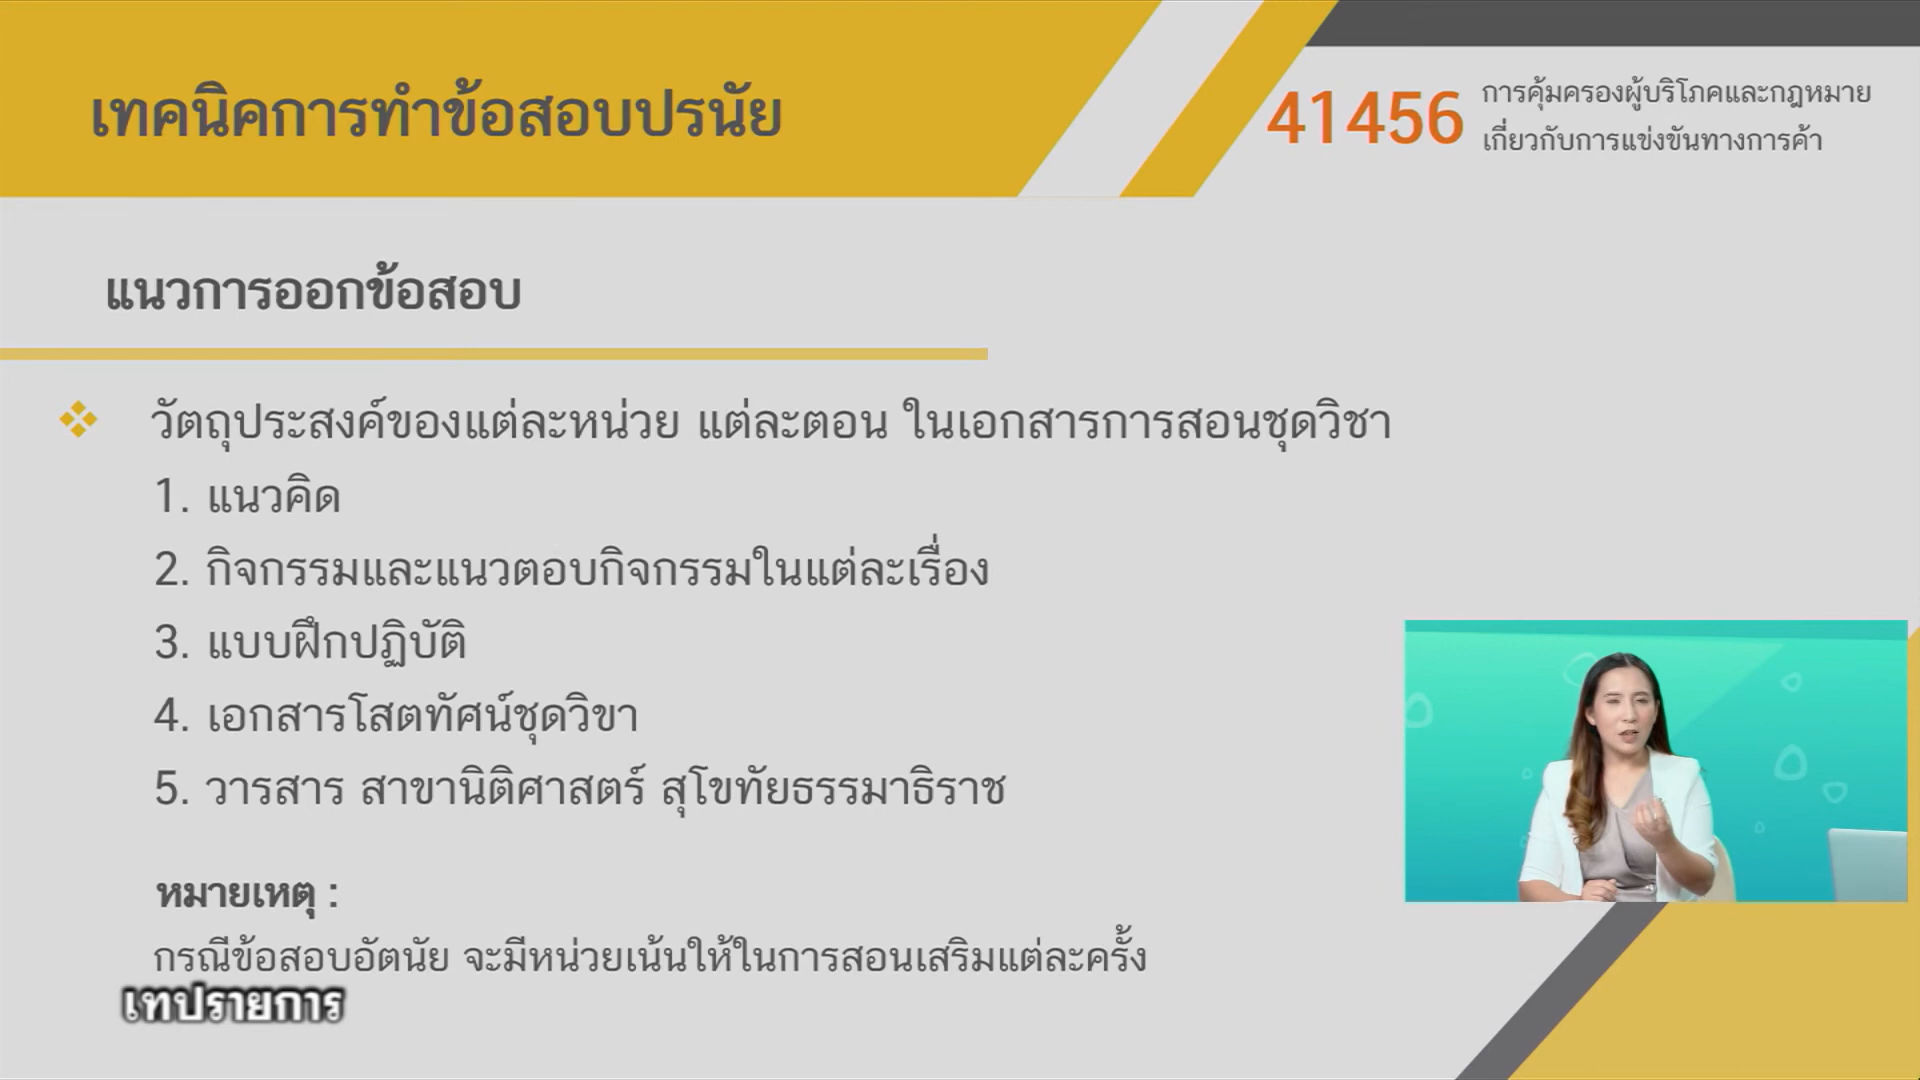 เทคนิคการทำข้อสอบปรนัย
41456
การคุ้มครองผู้บริโภคและกฎหมาย
เกี่ยวกับการแข่งขันทางการค้า
แนวการออกข้อสอบ
วัตถุประสงค์ของแต่ละหน่วย แต่ละตอน ในเอกสารการสอนชุดวิชา
1. แนวคิด
2. กิจกรรมและแนวตอบกิจกรรมในแต่ละเรื่อง
3. แบบฝึกปฏิบัติ
4. เอกสารโสตทัศน์ชุดวิขา
5. วารสาร สาขานิติศาสตร์ สุโขทัยธรรมาธิราช
หมายเหตุ :
กรณีข้อสอบอัตนัย จะมีหน่วยเน้นให้ในการสอนเสริมแต่ละครั้ง
เทปรายการ